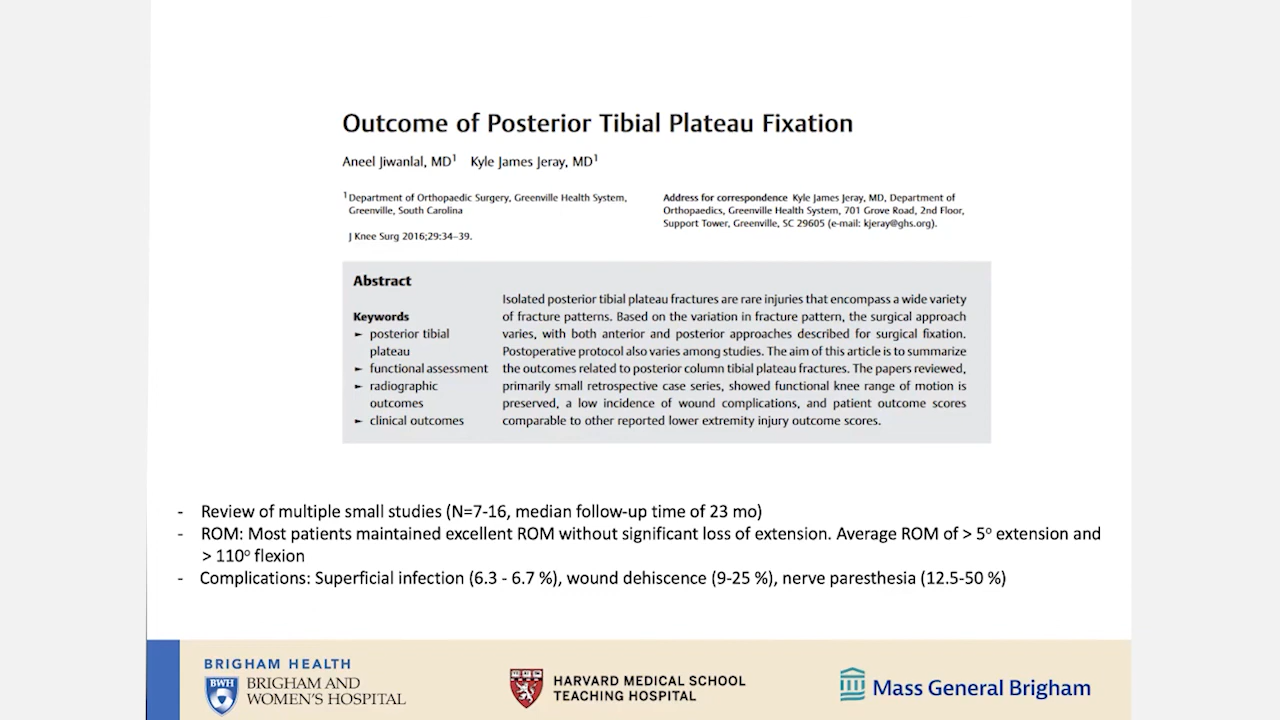 Outcome of Posterior Tibial Plateau Fixation
Aneel Jiwanlal, MD¹ Kyle James Jeray, MD¹
¹ Department of Orthopaedic Surgery, Greenville Health System,
Greenville, South Carolina
J Knee Surg 2016;29:34–39.
Address for correspondence Kyle James Jeray, MD, Department of
Orthopaedics, Greenville Health System, 701 Grove Road, 2nd Floor,
Support Tower, Greenville, SC 29605 (e-mail: kjeray@ghs.org).
Abstract
Keywords
► posterior tibial
plateau
► functional assessment
► radiographic
outcomes
► clinical outcomes
Isolated posterior tibial plateau fractures are rare injuries that encompass a wide variety
of fracture patterns. Based on the variation in fracture pattern, the surgical approach
varies, with both anterior and posterior approaches described for surgical fixation.
Postoperative protocol also varies among studies. The aim of this article is to summarize
the outcomes related to posterior column tibial plateau fractures. The papers reviewed,
primarily small retrospective case series, showed functional knee range of motion is
preserved, a low incidence of wound complications, and patient outcome scores
comparable to other reported lower extremity injury outcome scores.
- Review of multiple small studies (N=7-16, median follow-up time of 23 mo)
- ROM: Most patients maintained excellent ROM without significant loss of extension. Average ROM of > 5° extension and
> 110° flexion
- Complications: Superficial infection (6.3 - 6.7 %), wound dehiscence (9-25 %), nerve paresthesia (12.5-50 %)
BRIGHAM HEALTH
BWH
BRIGHAM AND
WOMEN'S HOSPITAL
HARVARD MEDICAL SCHOOL
TEACHING HOSPITAL
Mass General Brigham